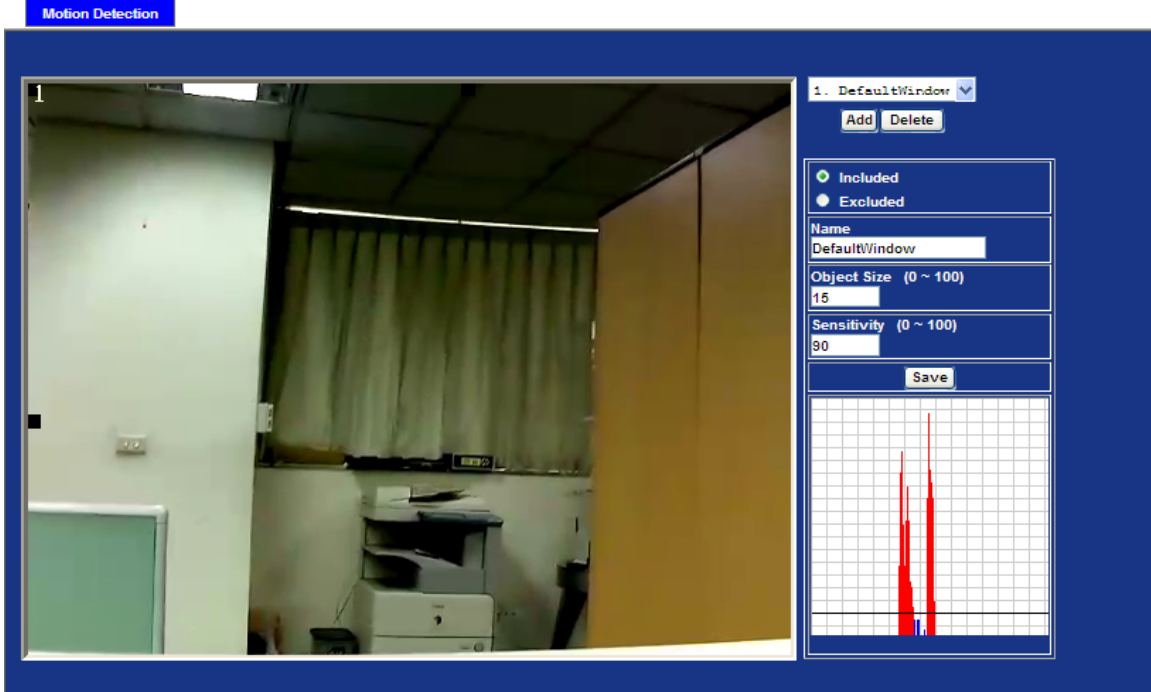 Motion Detection
1
1. DefaultWindow
Add Delete
Included
Excluded
Name
DefaultWindow
Object Size (0 ~ 100)
15
Sensitivity (0 ~ 100)
90
Save